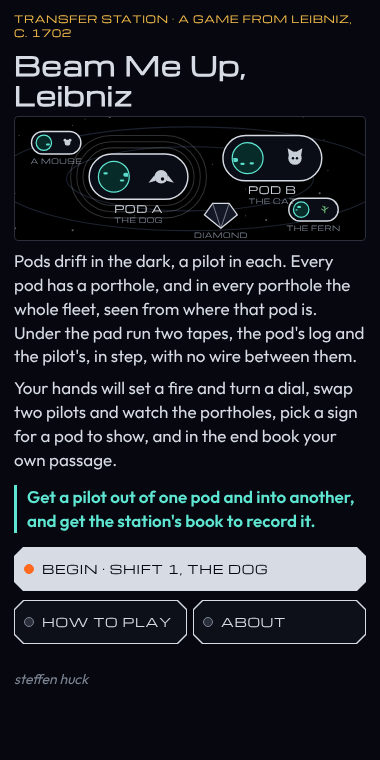 TRANSFER STATION · A GAME FROM LEIBNIZ,
C. 1702
Beam Me Up,
Leibniz
A MOUSE
POD A
THE DOG
POD B
THE CAT
DIAMOND
THE FERN
Pods drift in the dark, a pilot in each. Every
pod has a porthole, and in every porthole the
whole fleet, seen from where that pod is.
Under the pad run two tapes, the pod's log and
the pilot's, in step, with no wire between them.
Your hands will set a fire and turn a dial, swap
two pilots and watch the portholes, pick a sign
for a pod to show, and in the end book your
own passage.
Get a pilot out of one pod and into another,
and get the station's book to record it.
BEGIN · SHIFT 1, THE DOG
HOW TO PLAY
ABOUT
steffen huck